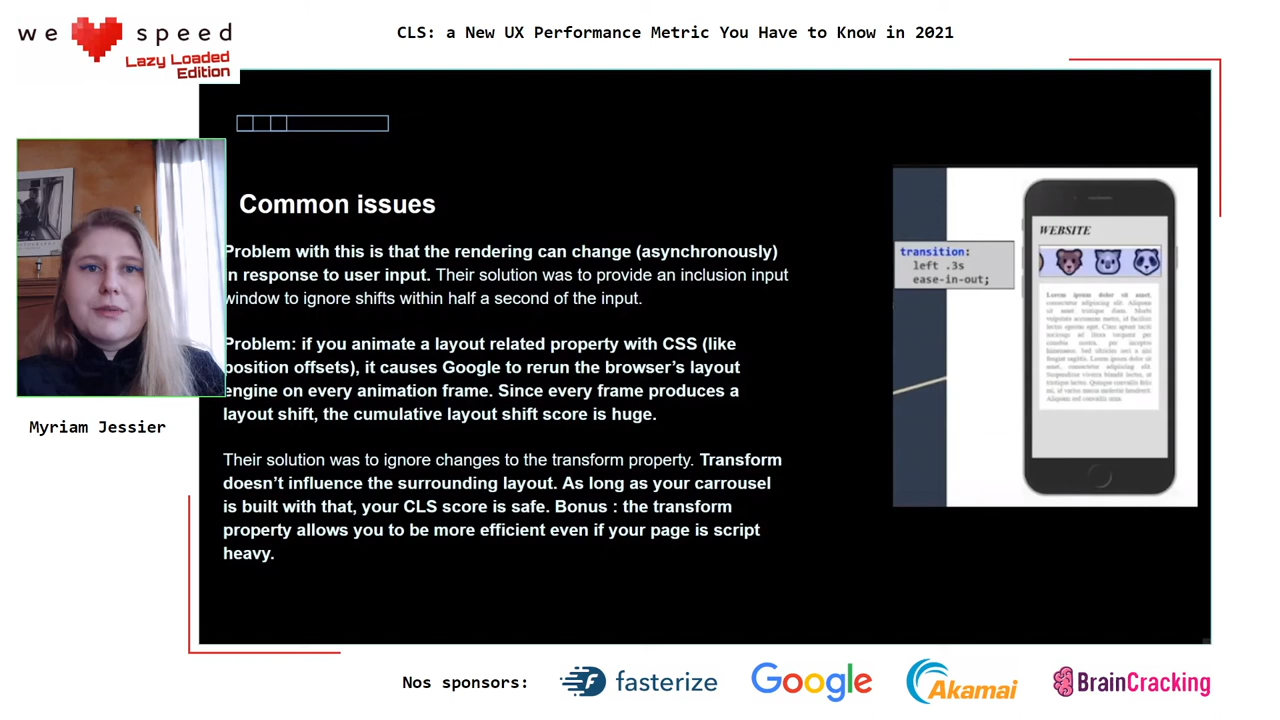 we speed
Lazy Loaded
Edition
CLS: a New UX Performance Metric You Have to Know in 2021
Common issues
Problem with this is that the rendering can change (asynchronously)
in response to user input. Their solution was to provide an inclusion input
window to ignore shifts within half a second of the input.
Problem: if you animate a layout related property with CSS (like
position offsets), it causes Google to rerun the browser's layout
engine on every animation frame. Since every frame produces a
layout shift, the cumulative layout shift score is huge.
Their solution was to ignore changes to the transform property. Transform
doesn't influence the surrounding layout. As long as your carrousel
is built with that, your CLS score is safe. Bonus : the transform
property allows you to be more efficient even if your page is script
heavy.
transition:
left .3s
ease-in-out;
WEBSITE
Lorem ipsum dolor sit amet,
Myriam Jessier
Nos sponsors:
fasterize
Google
Akamai
BrainCracking